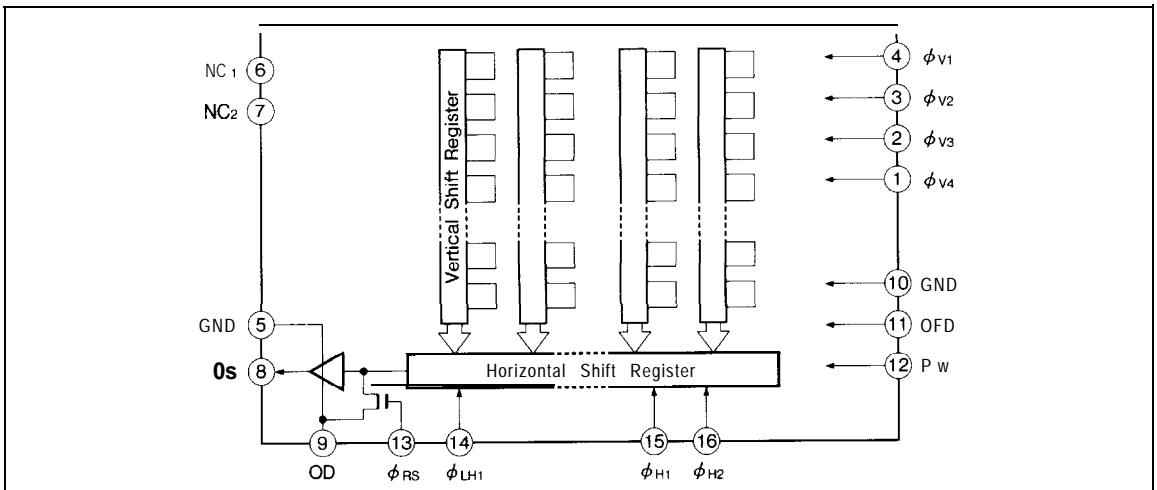 NC 1 6
NC2 7
4 ϕV1
3 ϕV2
2 ϕV3
1 ϕV4
Vertical Shift Register
10 GND
GND 5
11 OFD
0s 8
Horizontal Shift Register
12 P w
9 13 14 15 16
OD ϕRS ϕLH1 ϕH1 ϕH2